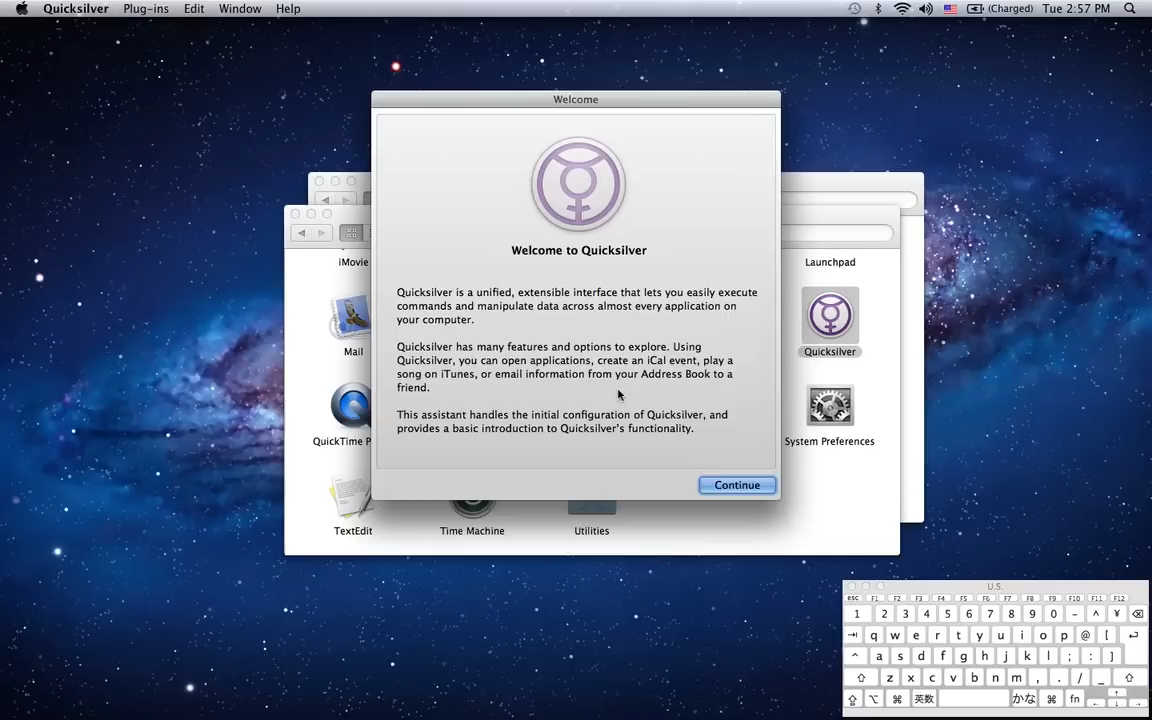 Quicksilver Plug-ins Edit Window Help (Charged) Tue 2:57 PM
Welcome
Welcome to Quicksilver
Quicksilver is a unified, extensible interface that lets you easily execute
commands and manipulate data across almost every application on
your computer.
Quicksilver has many features and options to explore. Using
Quicksilver, you can open applications, create an iCal event, play a
song on iTunes, or email information from your Address Book to a
friend.
This assistant handles the initial configuration of Quicksilver, and
provides a basic introduction to Quicksilver's functionality.
Continue
iMovie Launchpad
Mail Quicksilver
QuickTime P System Preferences
TextEdit Time Machine Utilities
U.S.
esc F1 F2 F3 F4 F5 F6 F7 F8 F9 F10 F11 F12
1 2 3 4 5 6 7 8 9 0 - ^ ¥
q w e r t y u i o p @ [
^ a s d f g h j k l ; : ]
z x c v b n m , . / _
⌥ ⌘ 英数 かな ⌘ fn